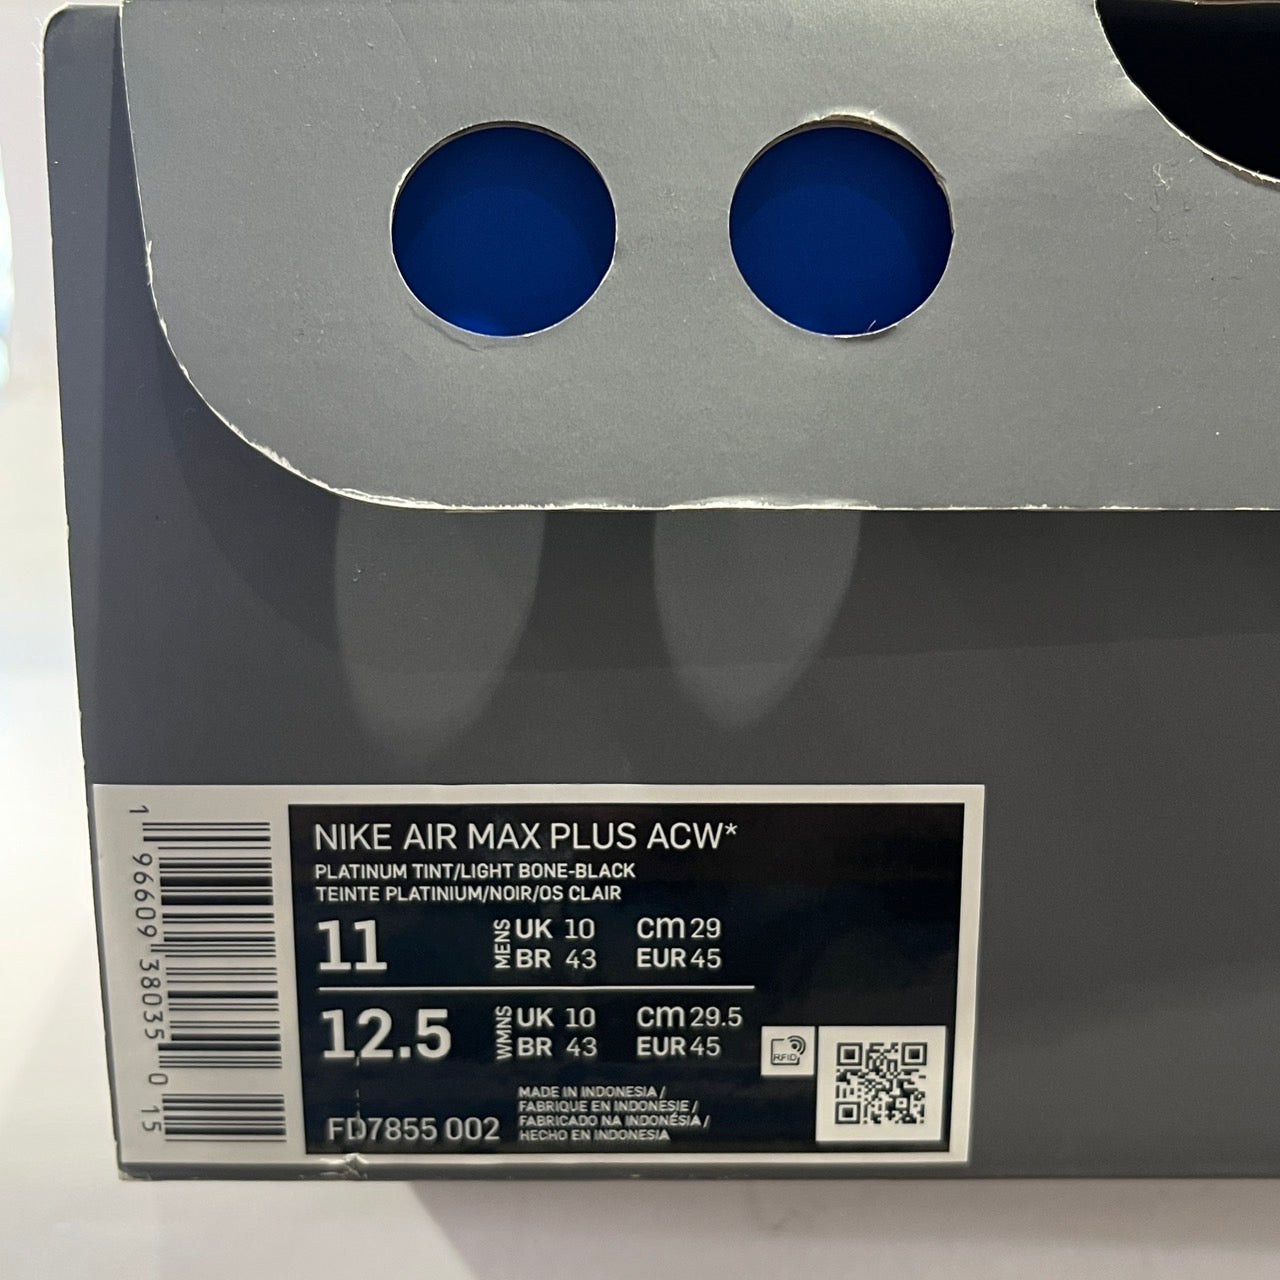 NIKE AIR MAX PLUS ACW*
PLATINUM TINT/LIGHT BONE-BLACK
TEINTE PLATINIUM/NOIR/OS CLAIR
11 MENS UK 10 cm 29
BR 43 EUR 45
12.5 WMNS UK 10 cm 29.5
BR 43 EUR 45
RFID
FD7855 002
MADE IN INDONESIA /
FABRIQUE EN INDONESIE /
FABRICADO NA INDONÉSIA /
HECHO EN INDONESIA
1 96609 38035 0 15